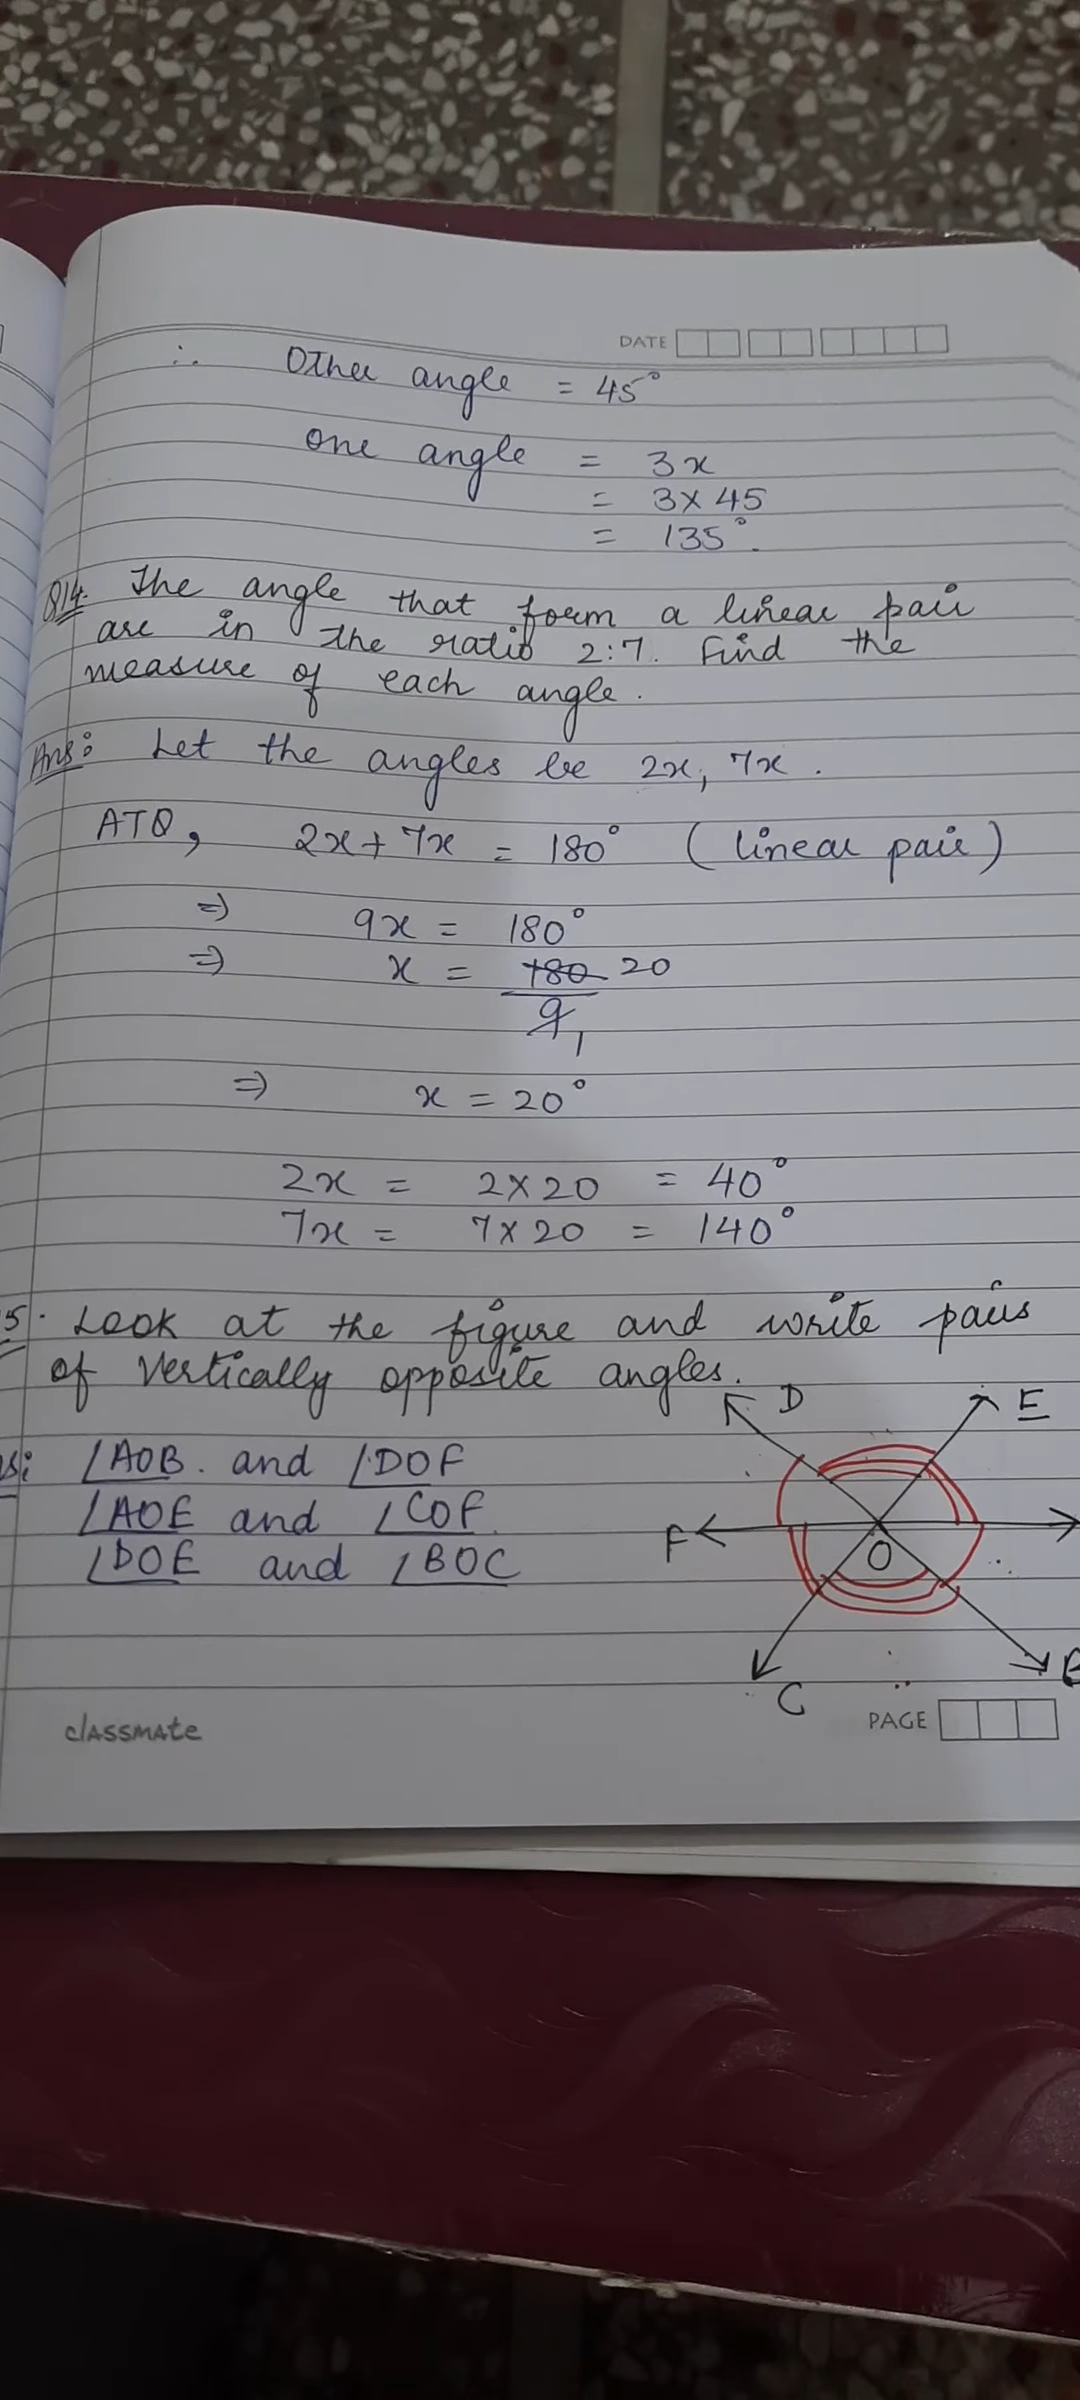 DATE
∴ Other angle = 45°
One angle = 3x
= 3×45
= 135°.
Q14. The angle that form a linear pair
are in the ratio 2:7. Find the
measure of each angle.
Ans: Let the angles be 2x, 7x.
ATQ, 2x + 7x = 180° (linear pair)
⇒ 9x = 180°
⇒ x = 180 20
9 1
⇒ x = 20°
2x = 2×20 = 40°
7x = 7×20 = 140°
5. Look at the figure and write pairs
of vertically opposite angles.
D E
s: ∠AOB. and ∠DOF
∠AOE and ∠COF.
F O
∠DOE and ∠BOC
C
classmate PAGE